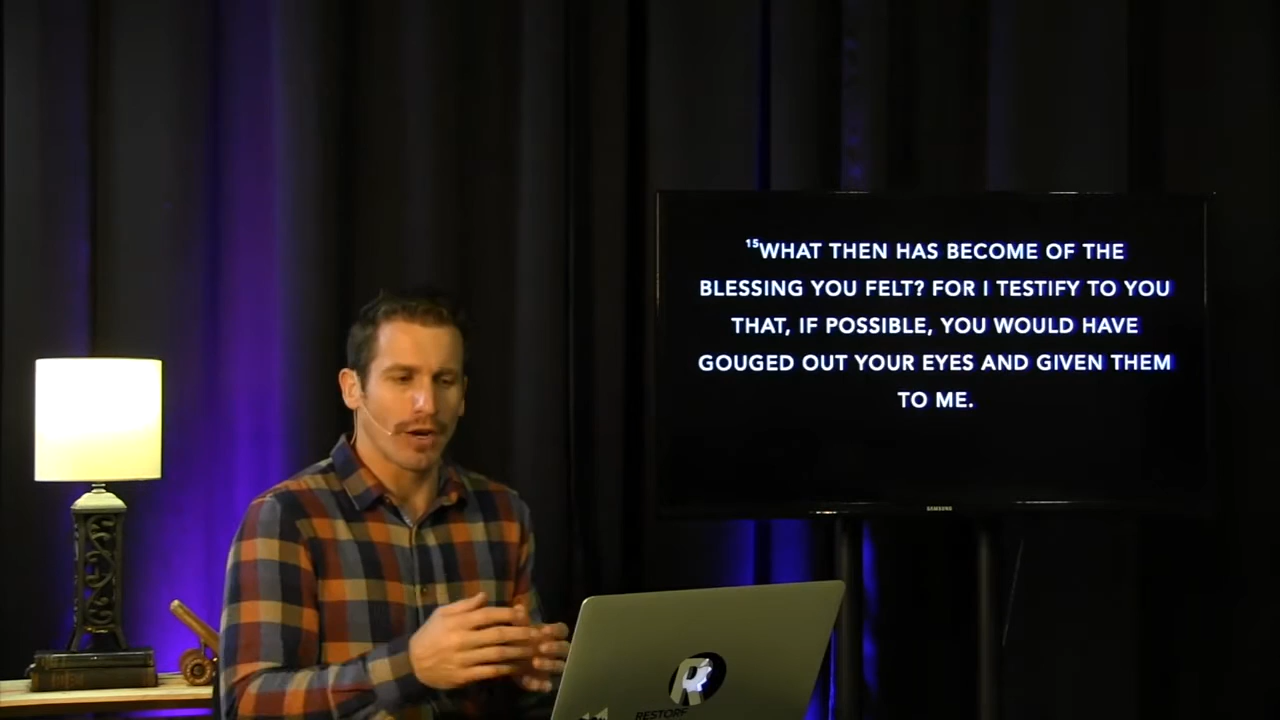 ¹⁵WHAT THEN HAS BECOME OF THE
BLESSING YOU FELT? FOR I TESTIFY TO YOU
THAT, IF POSSIBLE, YOU WOULD HAVE
GOUGED OUT YOUR EYES AND GIVEN THEM
TO ME.
SAMSUNG
R
RESTORE